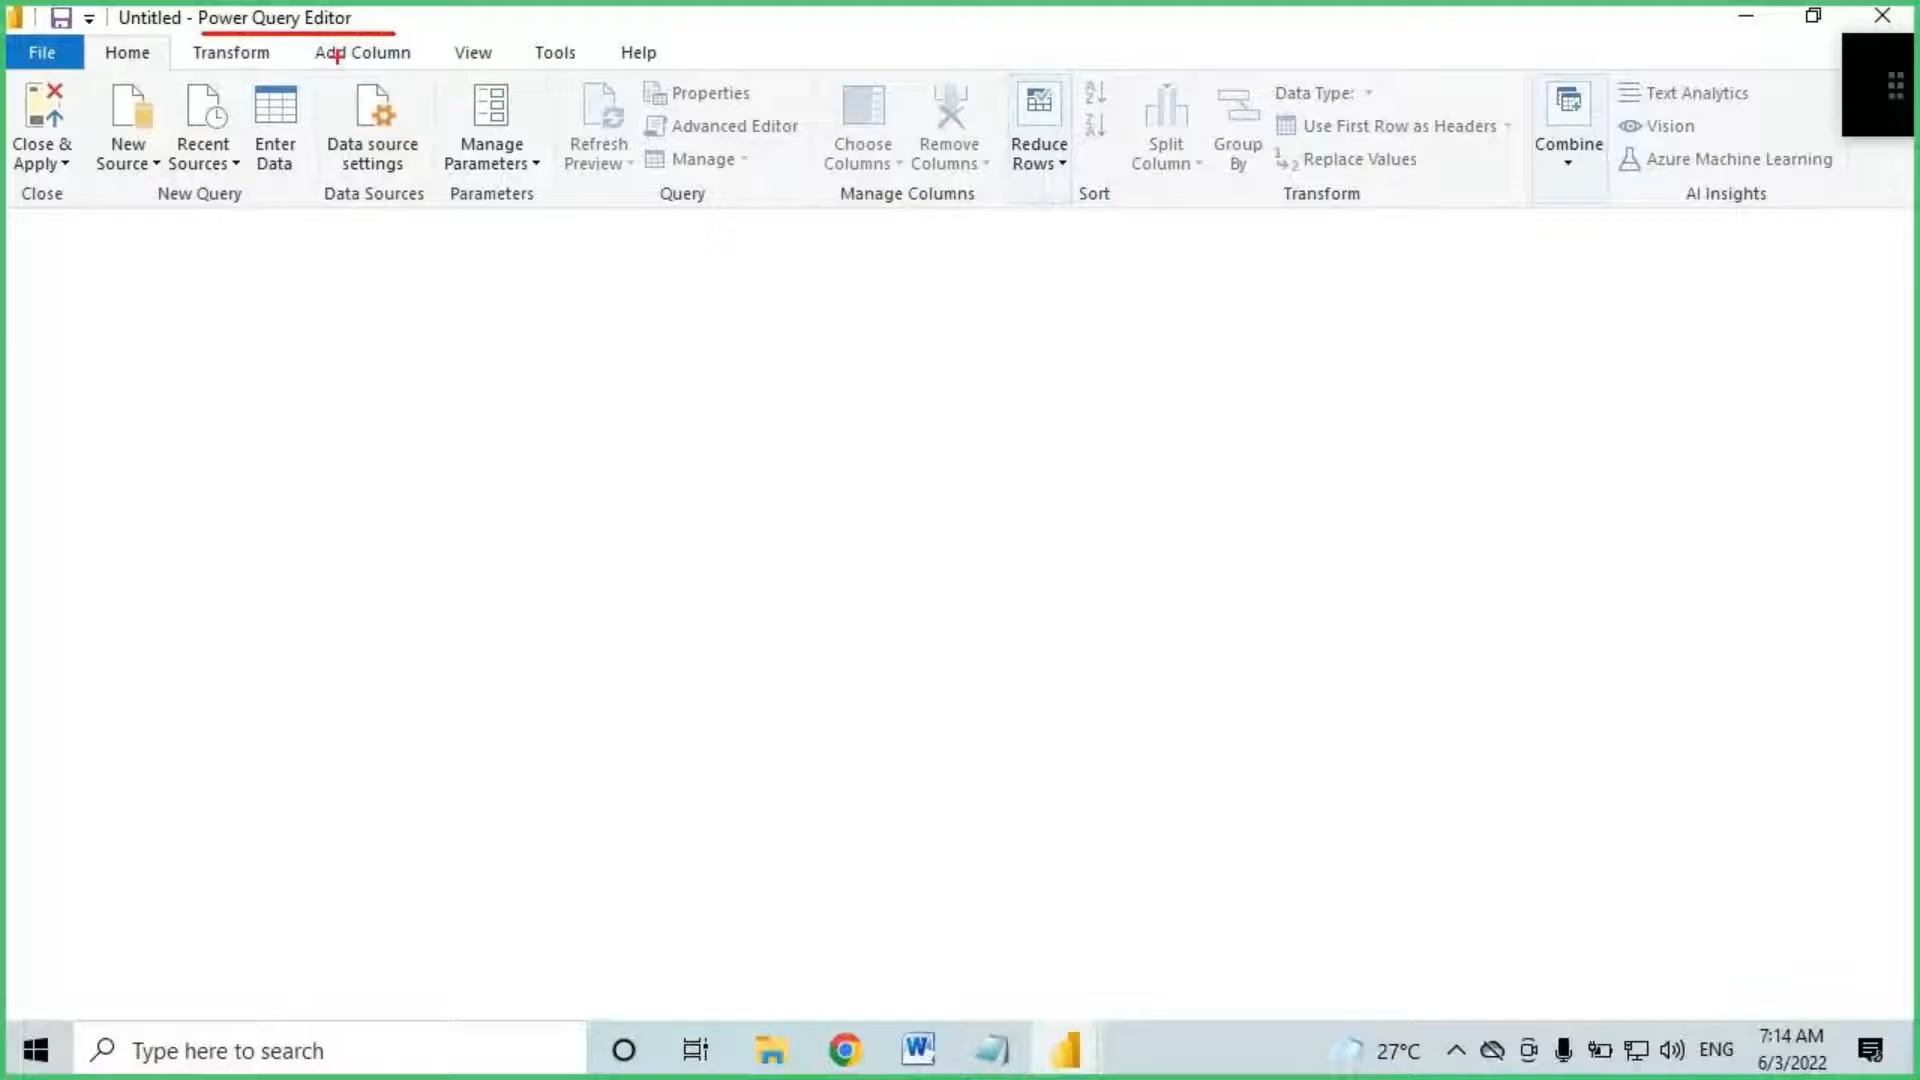 Untitled - Power Query Editor
File Home Transform Add Column View Tools Help
Close & Apply
New Source
Recent Sources
Enter Data
Data source settings
Manage Parameters
Refresh Preview
Properties
Advanced Editor
Manage
Choose Columns
Remove Columns
Reduce Rows
A Z
Z A
Split Column
Group By
Data Type:
Use First Row as Headers
1 2 Replace Values
Combine
Text Analytics
Vision
Azure Machine Learning
Close
New Query
Data Sources
Parameters
Query
Manage Columns
Sort
Transform
AI Insights
Type here to search
W
27°C
ENG
7:14 AM
6/3/2022